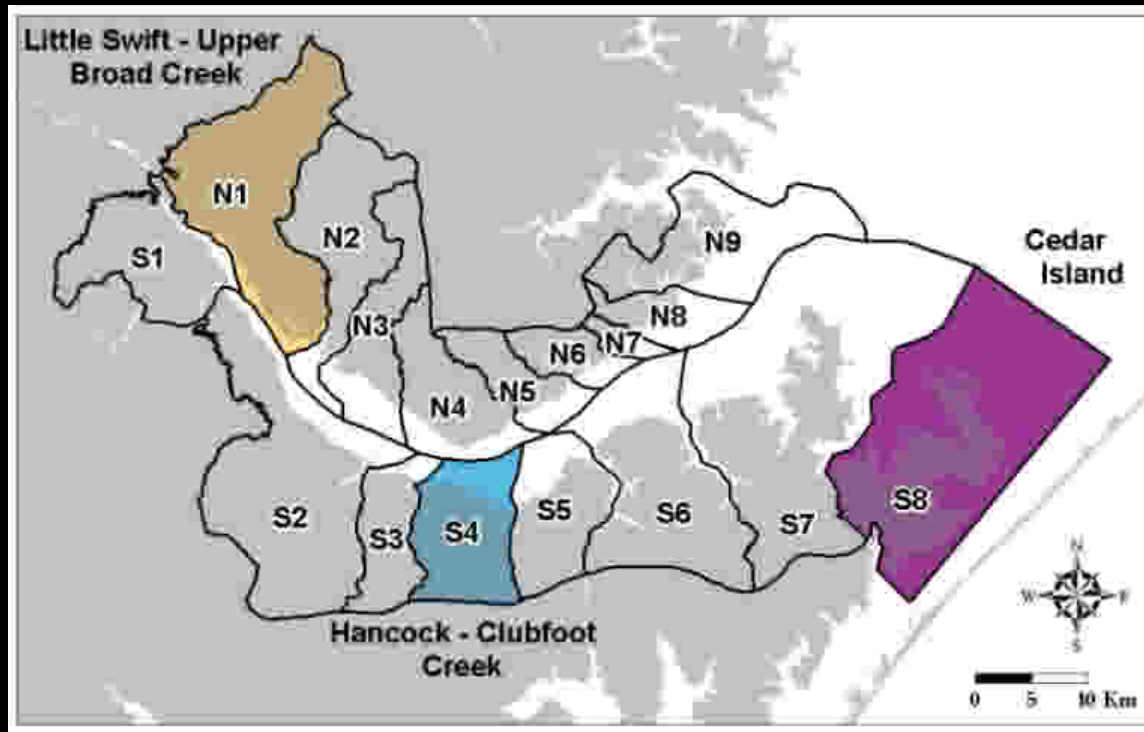 Little Swift - Upper
Broad Creek
N1
N2
S1
N9
Cedar
Island
N3
N8
N7
N6
N5
N4
S8
S2
S3
S4
S5
S6
S7
Hancock - Clubfoot
Creek
N
W
E
S
0 5 10 Km